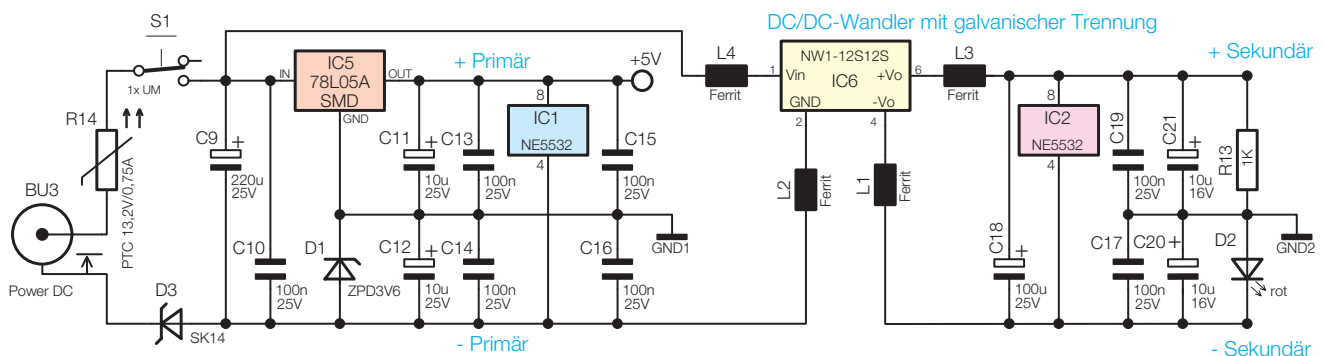 DC/DC-Wandler mit galvanischer Trennung
S1
1x UM
R14
PTC 13,2V/0,75A
BU3
Power DC
D3
SK14
C9
+
220u
25V
C10
100n
25V
IN
IC5
78L05A
SMD
OUT
GND
D1
ZPD3V6
+ Primär
- Primär
C11
+
10u
25V
C12
+
10u
25V
C13
100n
25V
C14
100n
25V
8
IC1
NE5532
4
C15
100n
25V
C16
100n
25V
+5V
GND1
L4
Ferrit
1
NW1-12S12S
Vin
IC6
+Vo
GND
-Vo
6
2
4
L2
Ferrit
L1
Ferrit
L3
Ferrit
+ Sekundär
- Sekundär
C18
+
100u
25V
8
IC2
NE5532
4
C19
100n
25V
C17
100n
25V
C21
+
10u
16V
C20
+
10u
16V
R13
1K
D2
rot
GND2